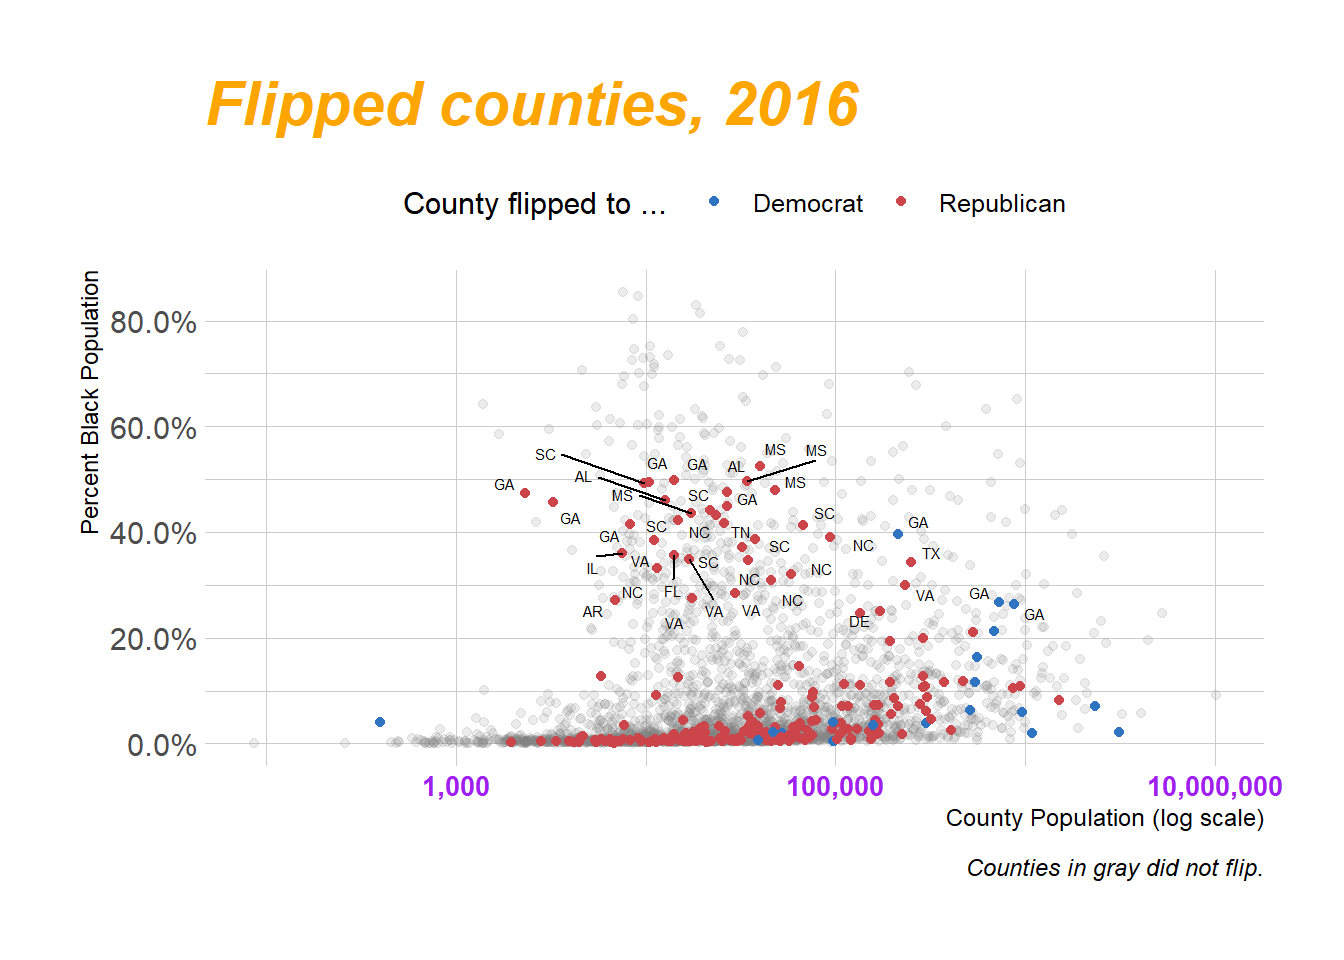 Flipped counties, 2016
County flipped to ... Democrat Republican
Percent Black Population
80.0%
60.0%
40.0%
20.0%
0.0%
MS
MS
SC
GA
GA
AL
AL
MS
GA
MS
SC
GA
GA
SC
GA
SC
NC
TN
GA
SC
NC
TX
IL
VA
SC
NC
NC
FL
NC
VA
GA
NC
AR
VA
VA
GA
VA
DE
1,000
100,000
10,000,000
County Population (log scale)
Counties in gray did not flip.